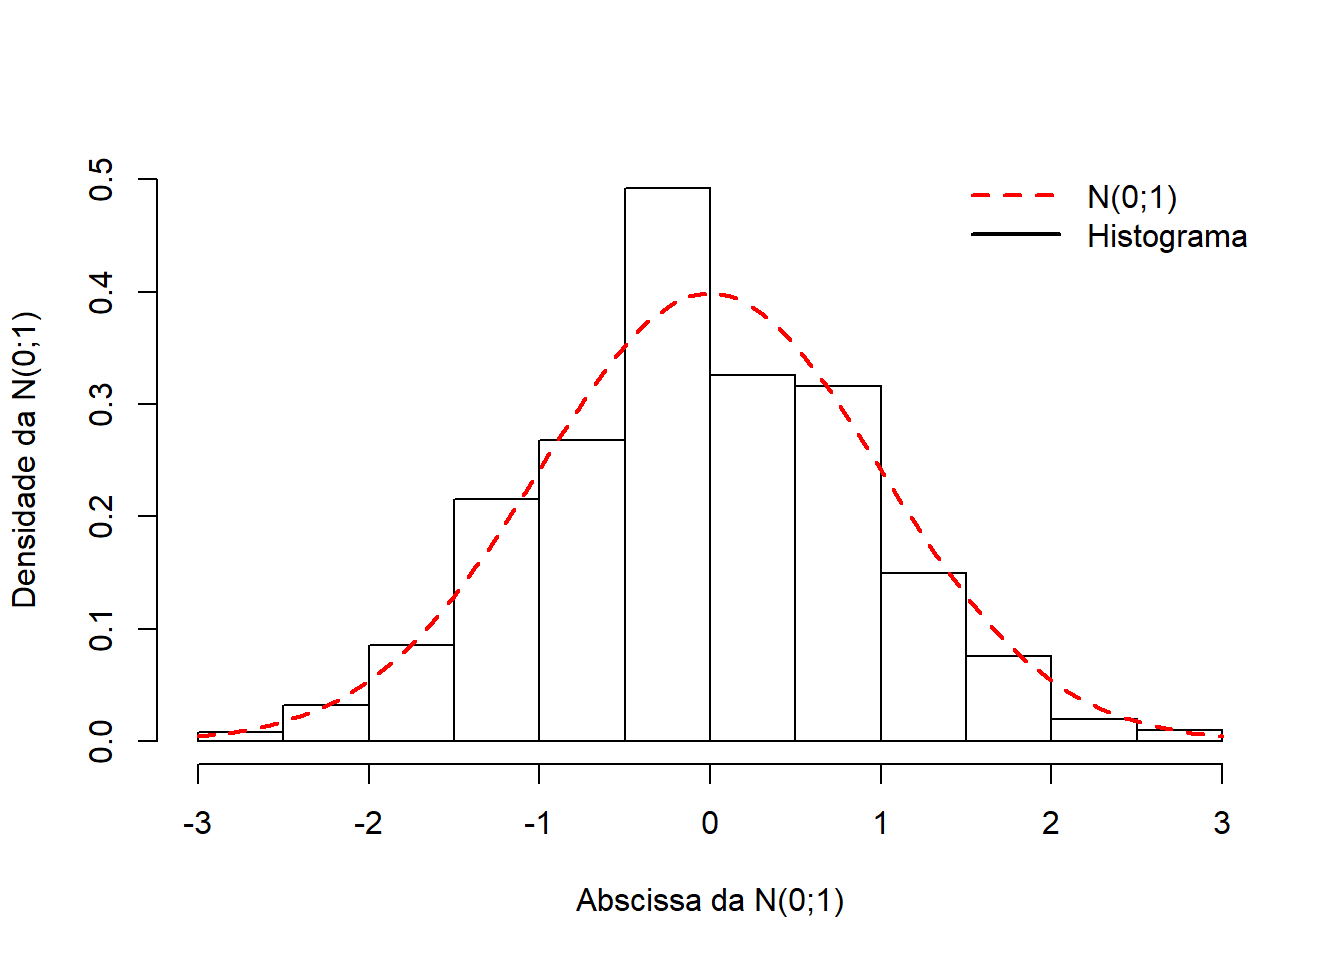 N(0;1)
Histograma
Densidade da N(0;1)
0.5
0.4
0.3
0.2
0.1
0.0
-3 -2 -1 0 1 2 3
Abscissa da N(0;1)